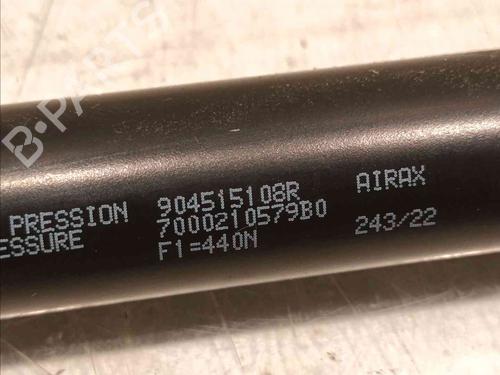 B-PARTS
PRESSION 904515108R AIRAX
ESSURE 7000210579B0 243/22
F1=440N